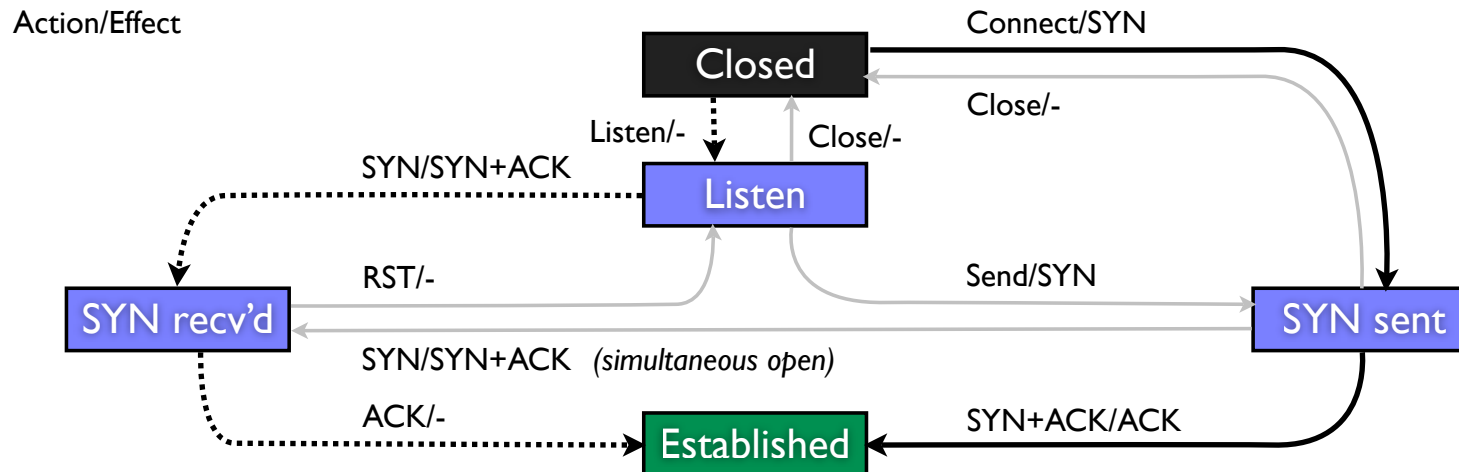 Action/Effect
Connect/SYN
Closed
Close/-
Listen/-
Close/-
SYN/SYN+ACK
Listen
RST/-
Send/SYN
SYN recv’d
SYN sent
SYN/SYN+ACK (simultaneous open)
ACK/-
SYN+ACK/ACK
Established